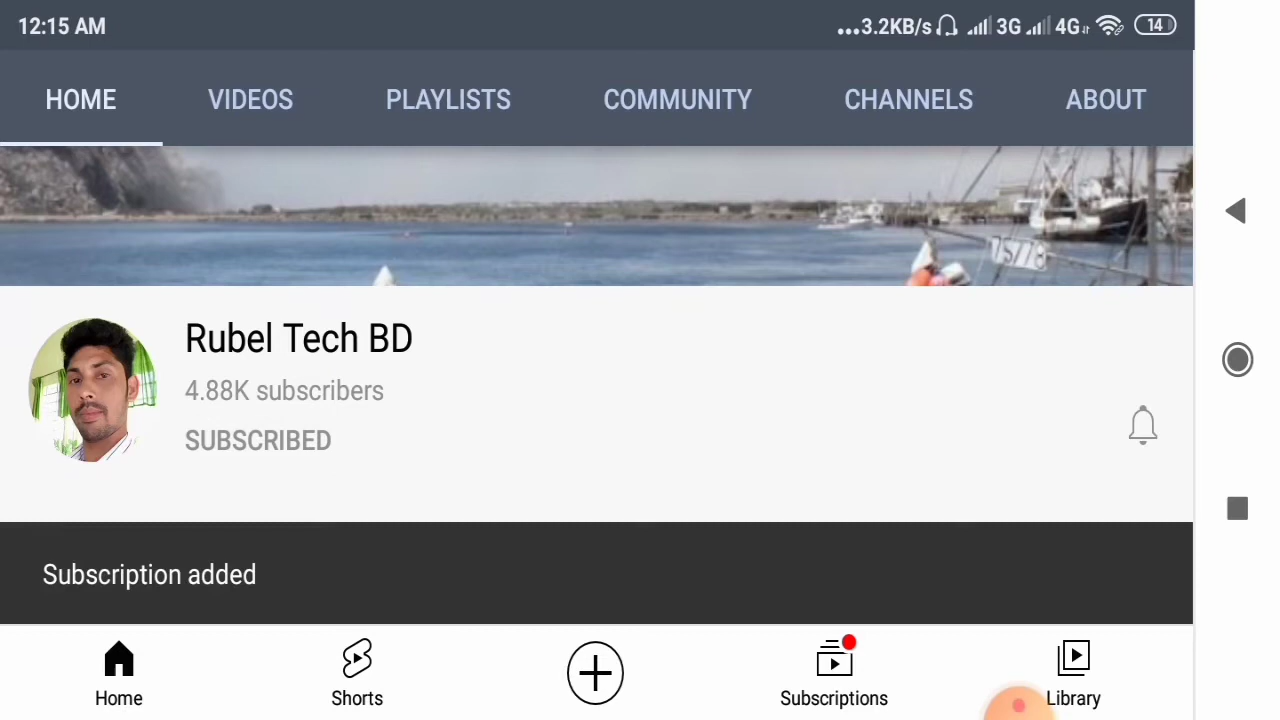 12:15 AM ...3.2KB/s 3G 4G 14
HOME VIDEOS PLAYLISTS COMMUNITY CHANNELS ABOUT
75778
Rubel Tech BD
4.88K subscribers
SUBSCRIBED
Subscription added
Home Shorts Subscriptions Library